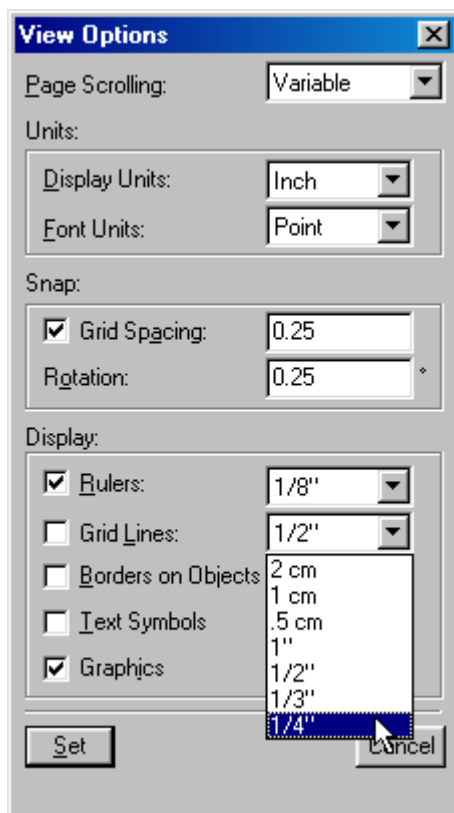 View Options
Page Scrolling: Variable
Units:
Display Units: Inch
Font Units: Point
Snap:
Grid Spacing: 0.25
Rotation: 0.25 °
Display:
Rulers: 1/8"
Grid Lines: 1/2"
Borders on Objects
2 cm
1 cm
.5 cm
Text Symbols
1"
1/2"
Graphics
1/3"
1/4"
Set Cancel